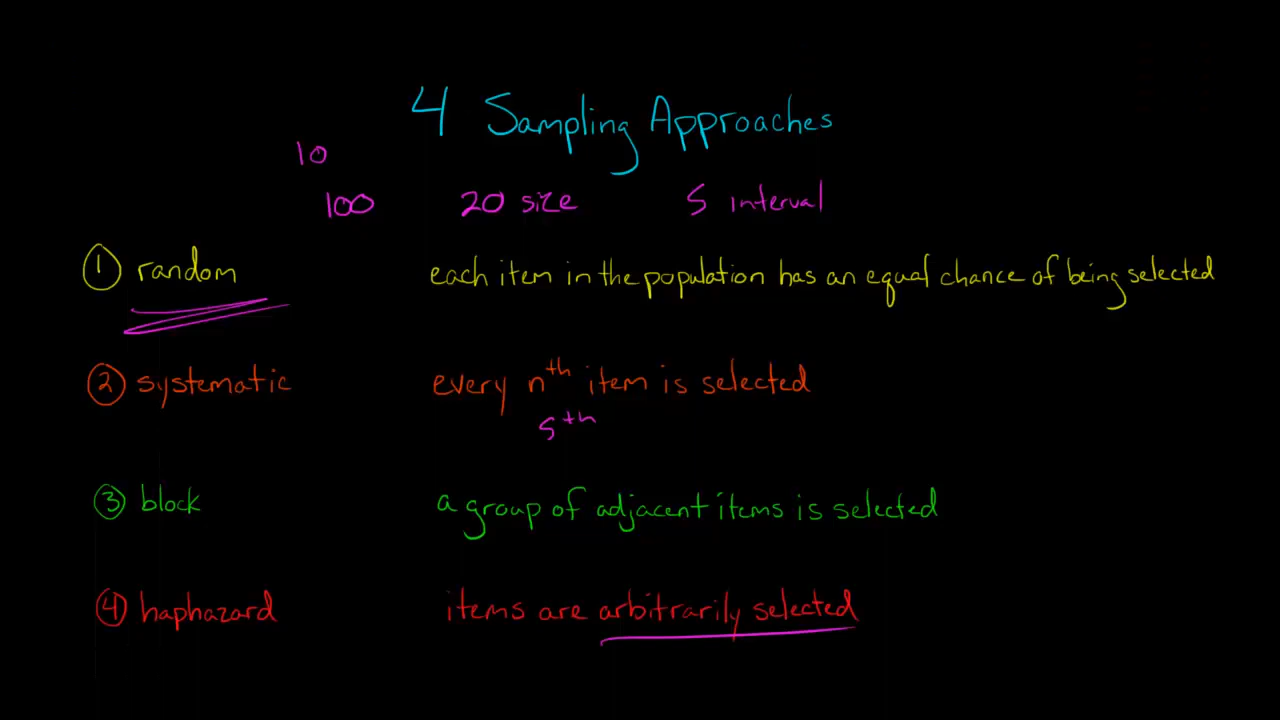 4 Sampling Approaches
10
100 20 size 5 interval
1 random each item in the population has an equal chance of being selected
2 systematic every nth item is selected
5th
3 block a group of adjacent items is selected
4 haphazard items are arbitrarily selected